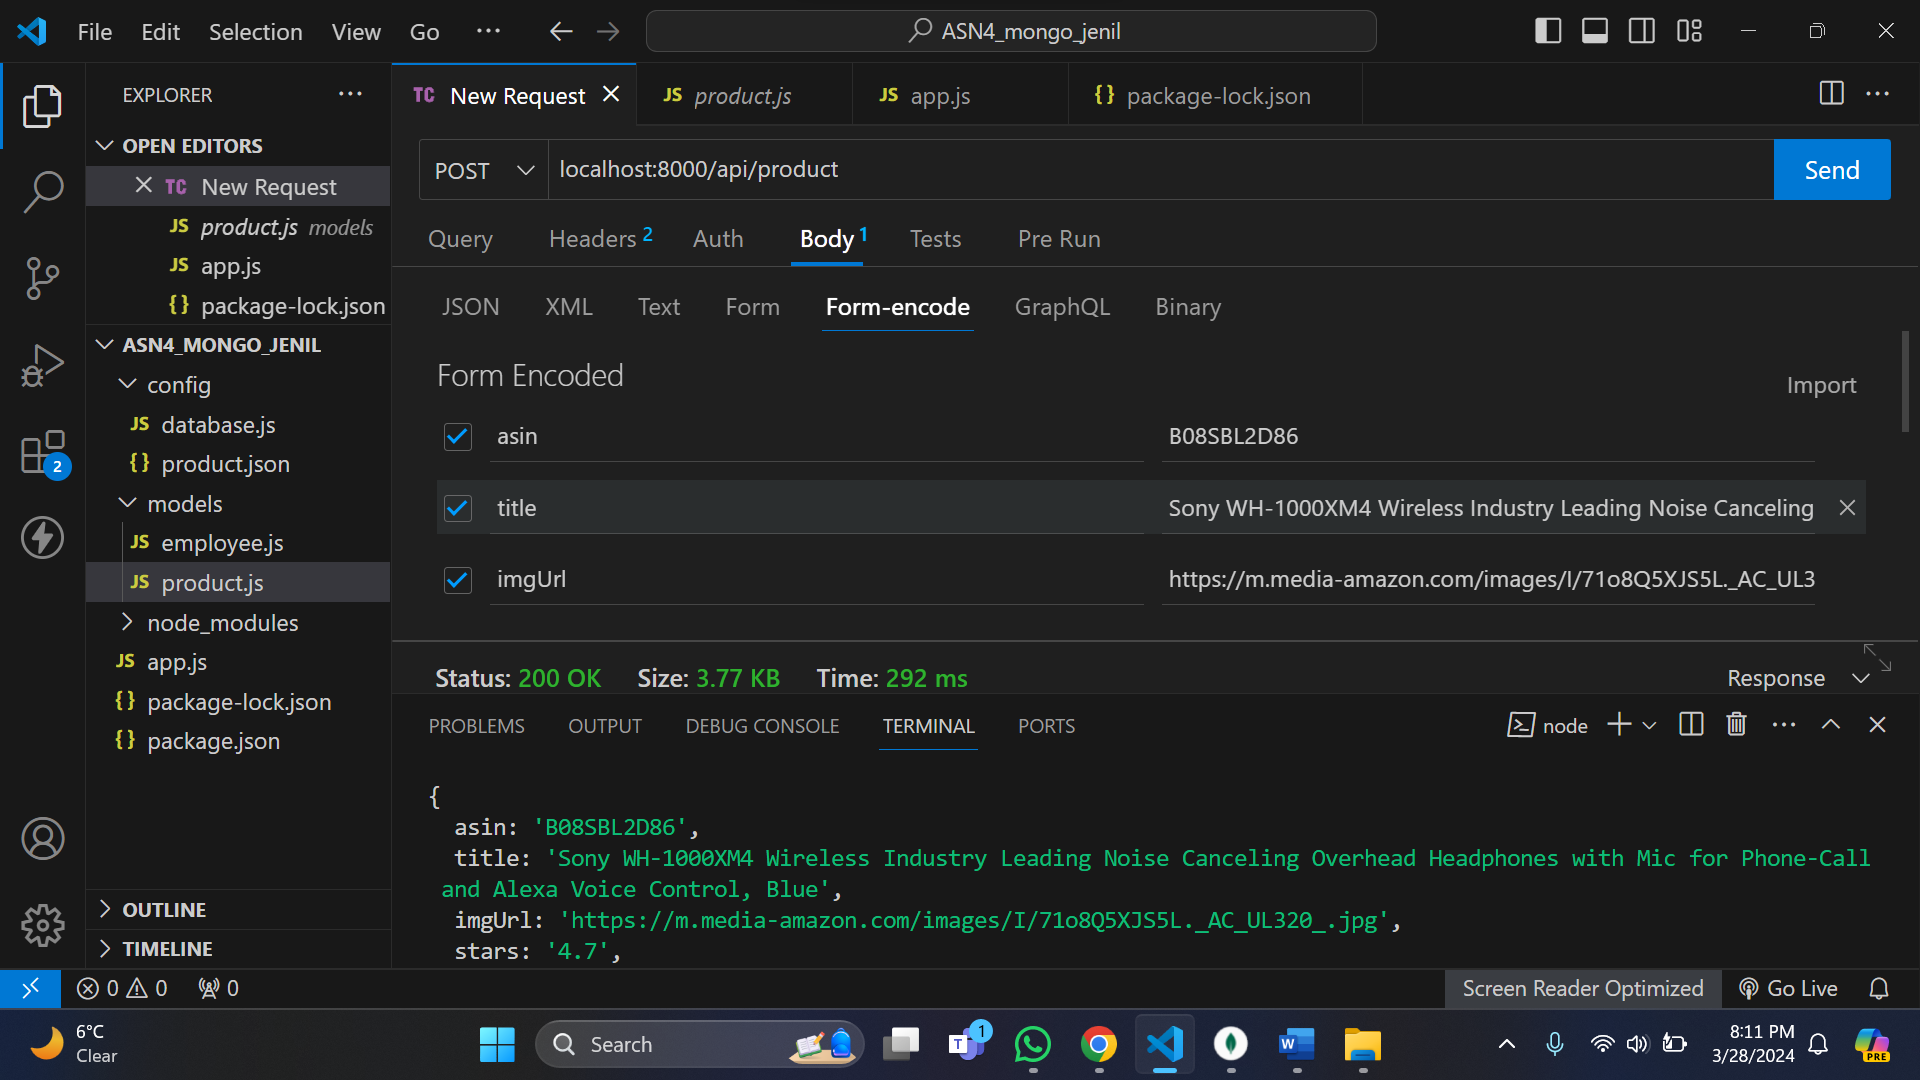 File Edit Selection View Go ··· ASN4_mongo_jenil
EXPLORER ···
OPEN EDITORS
TC New Request
JS product.js models
JS app.js
{} package-lock.json
ASN4_MONGO_JENIL
config
JS database.js
{} product.json
models
JS employee.js
JS product.js
node_modules
JS app.js
{} package-lock.json
{} package.json
OUTLINE
TIMELINE
2
TC New Request JS product.js JS app.js {} package-lock.json
POST localhost:8000/api/product Send
Query Headers 2 Auth Body 1 Tests Pre Run
JSON XML Text Form Form-encode GraphQL Binary
Form Encoded
Import
asin B08SBL2D86
title Sony WH-1000XM4 Wireless Industry Leading Noise Canceling
imgUrl https://m.media-amazon.com/images/I/71o8Q5XJS5L._AC_UL3
Status: 200 OK Size: 3.77 KB Time: 292 ms Response
PROBLEMS OUTPUT DEBUG CONSOLE TERMINAL PORTS node
{
asin: 'B08SBL2D86',
title: 'Sony WH-1000XM4 Wireless Industry Leading Noise Canceling Overhead Headphones with Mic for Phone-Call
and Alexa Voice Control, Blue',
imgUrl: 'https://m.media-amazon.com/images/I/71o8Q5XJS5L._AC_UL320_.jpg',
stars: '4.7',
0 0 0 Screen Reader Optimized Go Live
6°C
Clear
Search
T
1
W
8:11 PM
3/28/2024
PRE